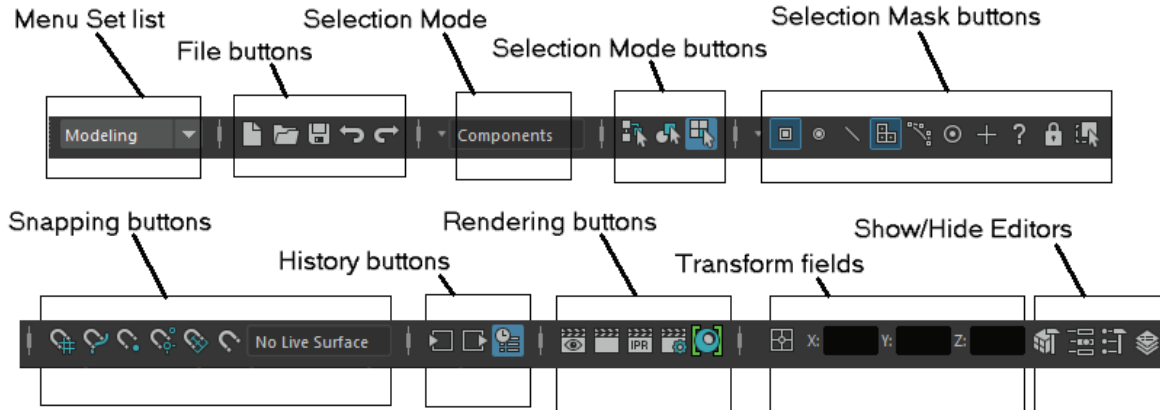 Menu Set list
File buttons
Selection Mode
Selection Mode buttons
Selection Mask buttons
Modeling
Components
?
Snapping buttons
History buttons
Rendering buttons
Transform fields
Show/Hide Editors
No Live Surface
IPR
X:
Y:
Z: